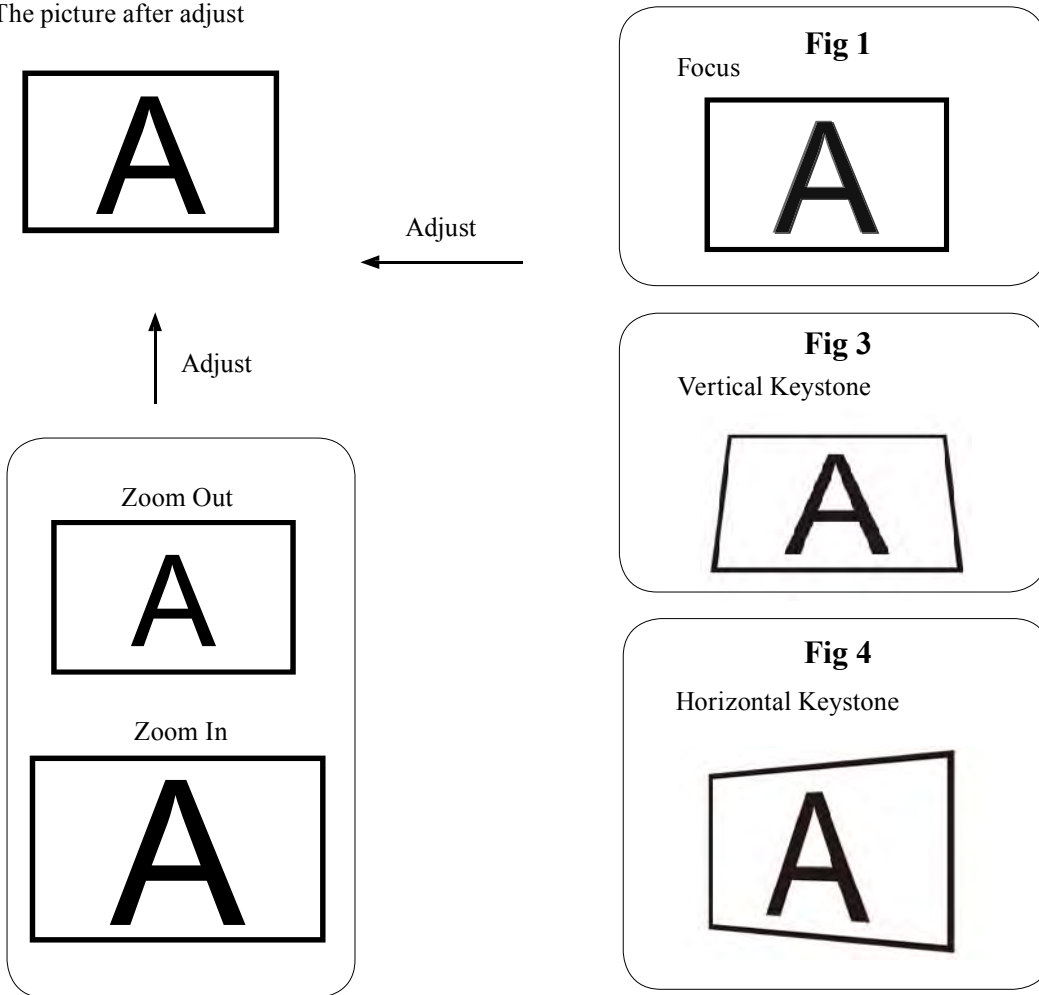 The picture after adjust
A
Adjust
Adjust
Zoom Out
A
Zoom In
A
Fig 1
Focus
A
Fig 3
Vertical Keystone
A
Fig 4
Horizontal Keystone
A